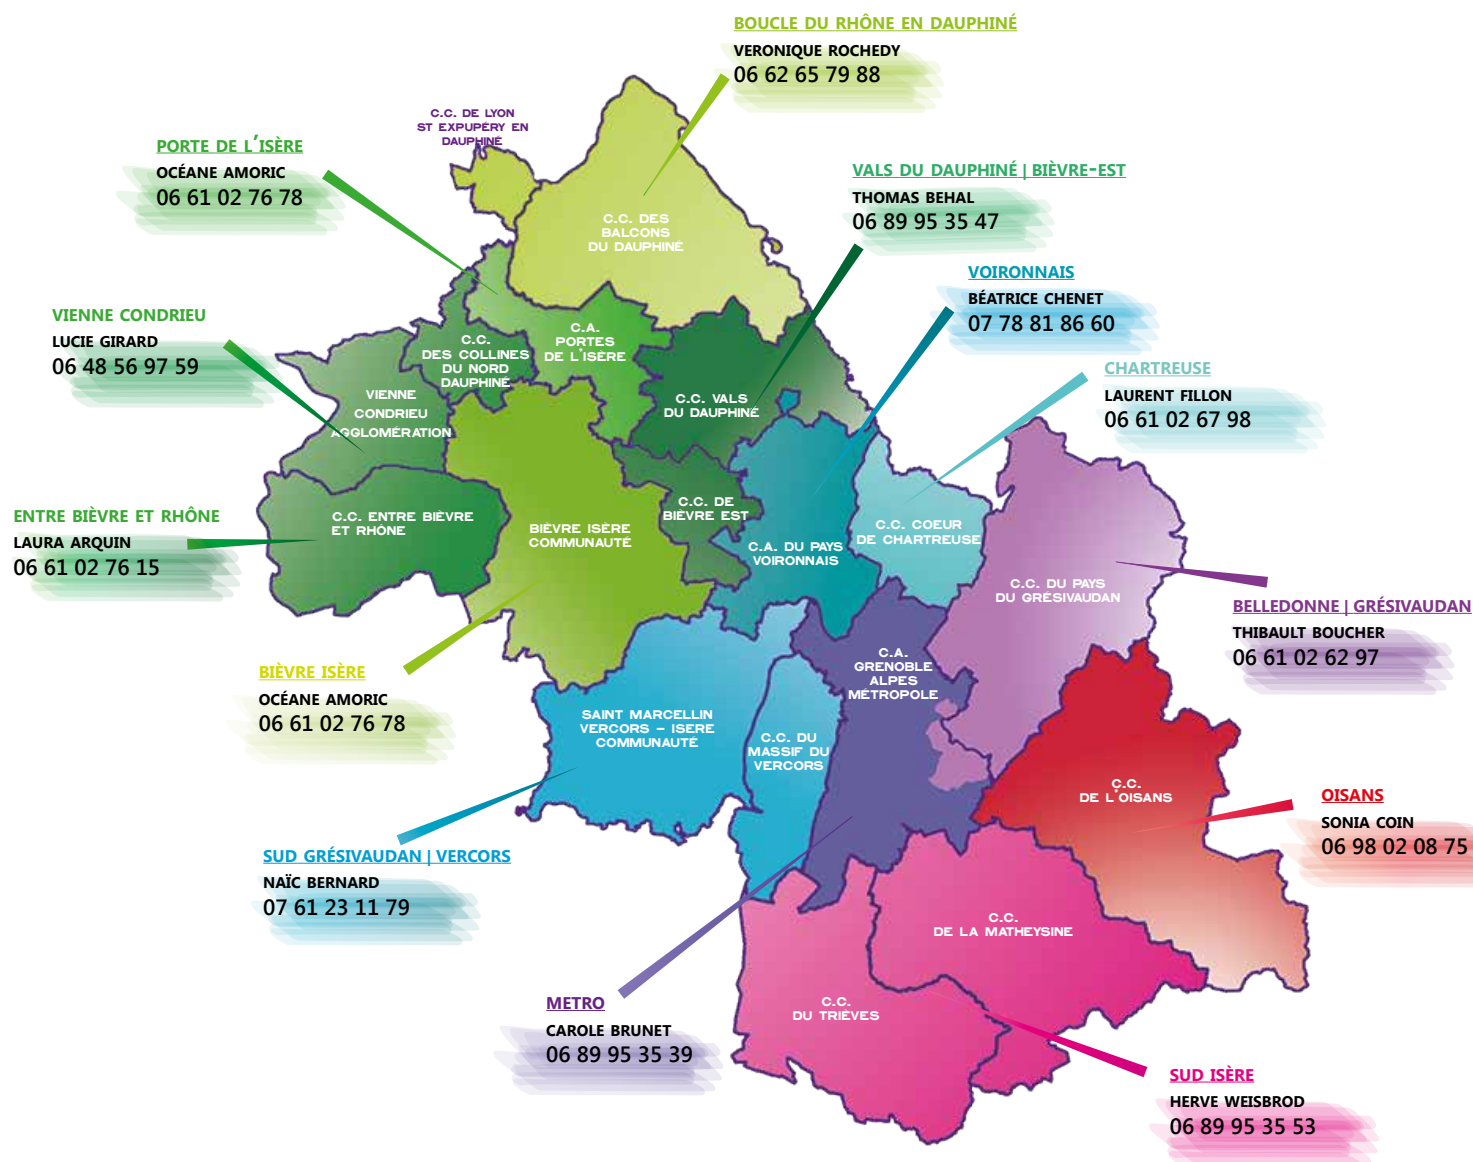 BOUCLE DU RHÔNE EN DAUPHINÉ
VERONIQUE ROCHEDY
06 62 65 79 88
C.C. DE LYON
ST EXPUPÉRY EN
DAUPHINÉ
PORTE DE L'ISÈRE
OCÉANE AMORIC
06 61 02 76 78
VALS DU DAUPHINÉ | BIÈVRE-EST
THOMAS BEHAL
06 89 95 35 47
C.C. DES
BALCONS
DU DAUPHINÉ
VOIRONNAIS
BÉATRICE CHENET
07 78 81 86 60
VIENNE CONDRIEU
LUCIE GIRARD
06 48 56 97 59
C.C.
DES COLLINES
DU NORD
DAUPHINÉ
C.A.
PORTES
DE L'ISÈRE
CHARTREUSE
LAURENT FILLON
06 61 02 67 98
VIENNE
CONDRIEU
AGGLOMÉRATION
C.C. VALS
DU DAUPHINÉ
ENTRE BIÈVRE ET RHÔNE
LAURA ARQUIN
06 61 02 76 15
C.C. ENTRE BIÈVRE
ET RHÔNE
BIÈVRE ISÈRE
COMMUNAUTÉ
C.C. DE
BIÈVRE EST
C.A. DU PAYS
VOIRONNAIS
C.C. COEUR
DE CHARTREUSE
C.C. DU PAYS
DU GRÉSIVAUDAN
BELLEDONNE | GRÉSIVAUDAN
THIBAULT BOUCHER
06 61 02 62 97
BIÈVRE ISÈRE
OCÉANE AMORIC
06 61 02 76 78
C.A.
GRENOBLE
ALPES
MÉTROPOLE
SAINT MARCELLIN
VERCORS - ISERE
COMMUNAUTÉ
C.C. DU
MASSIF DU
VERCORS
C.C.
DE L'OISANS
OISANS
SONIA COIN
06 98 02 08 75
SUD GRÉSIVAUDAN | VERCORS
NAÏC BERNARD
07 61 23 11 79
C.C.
DE LA MATHEYSINE
METRO
CAROLE BRUNET
06 89 95 35 39
C.C.
DU TRIÈVES
SUD ISÈRE
HERVE WEISBROD
06 89 95 35 53